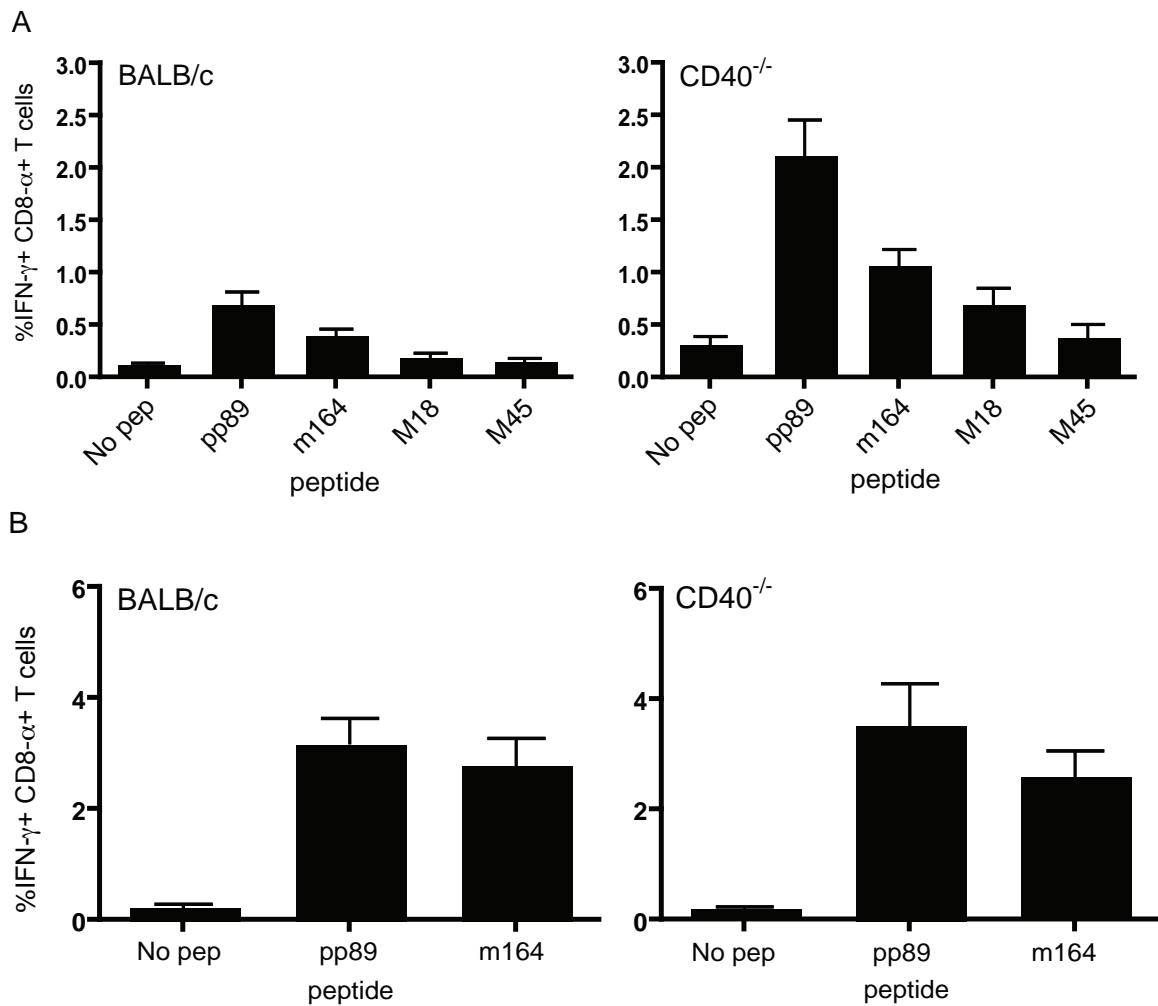 A
BALB/c
%IFN-γ+ CD8-α+ T cells
3.0
2.5
2.0
1.5
1.0
0.5
0.0
No pep
pp89
m164
M18
M45
peptide
CD40-/-
3.0
2.5
2.0
1.5
1.0
0.5
0.0
No pep
pp89
m164
M18
M45
peptide
B
BALB/c
%IFN-γ+ CD8-α+ T cells
6
4
2
0
No pep
pp89
m164
peptide
CD40-/-
6
4
2
0
No pep
pp89
m164
peptide